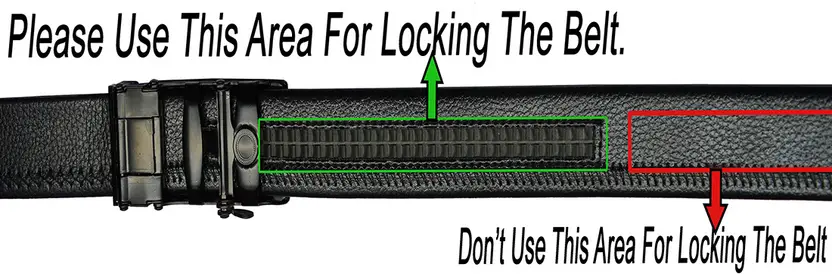 Please Use This Area For Locking The Belt.
Don't Use This Area For Locking The Belt